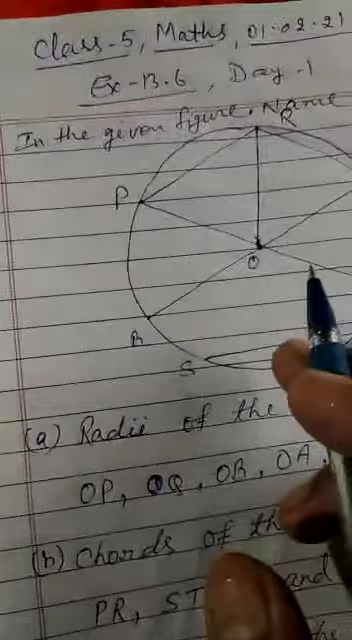 Class-5, Maths, 01-02-21
Ex-13.6, Day-1
In the given figure. Name
R
P
O
B
S
(a) Radii of the
OP, OQ, OB, OA,
(b) Chords of th
PR, ST and
the